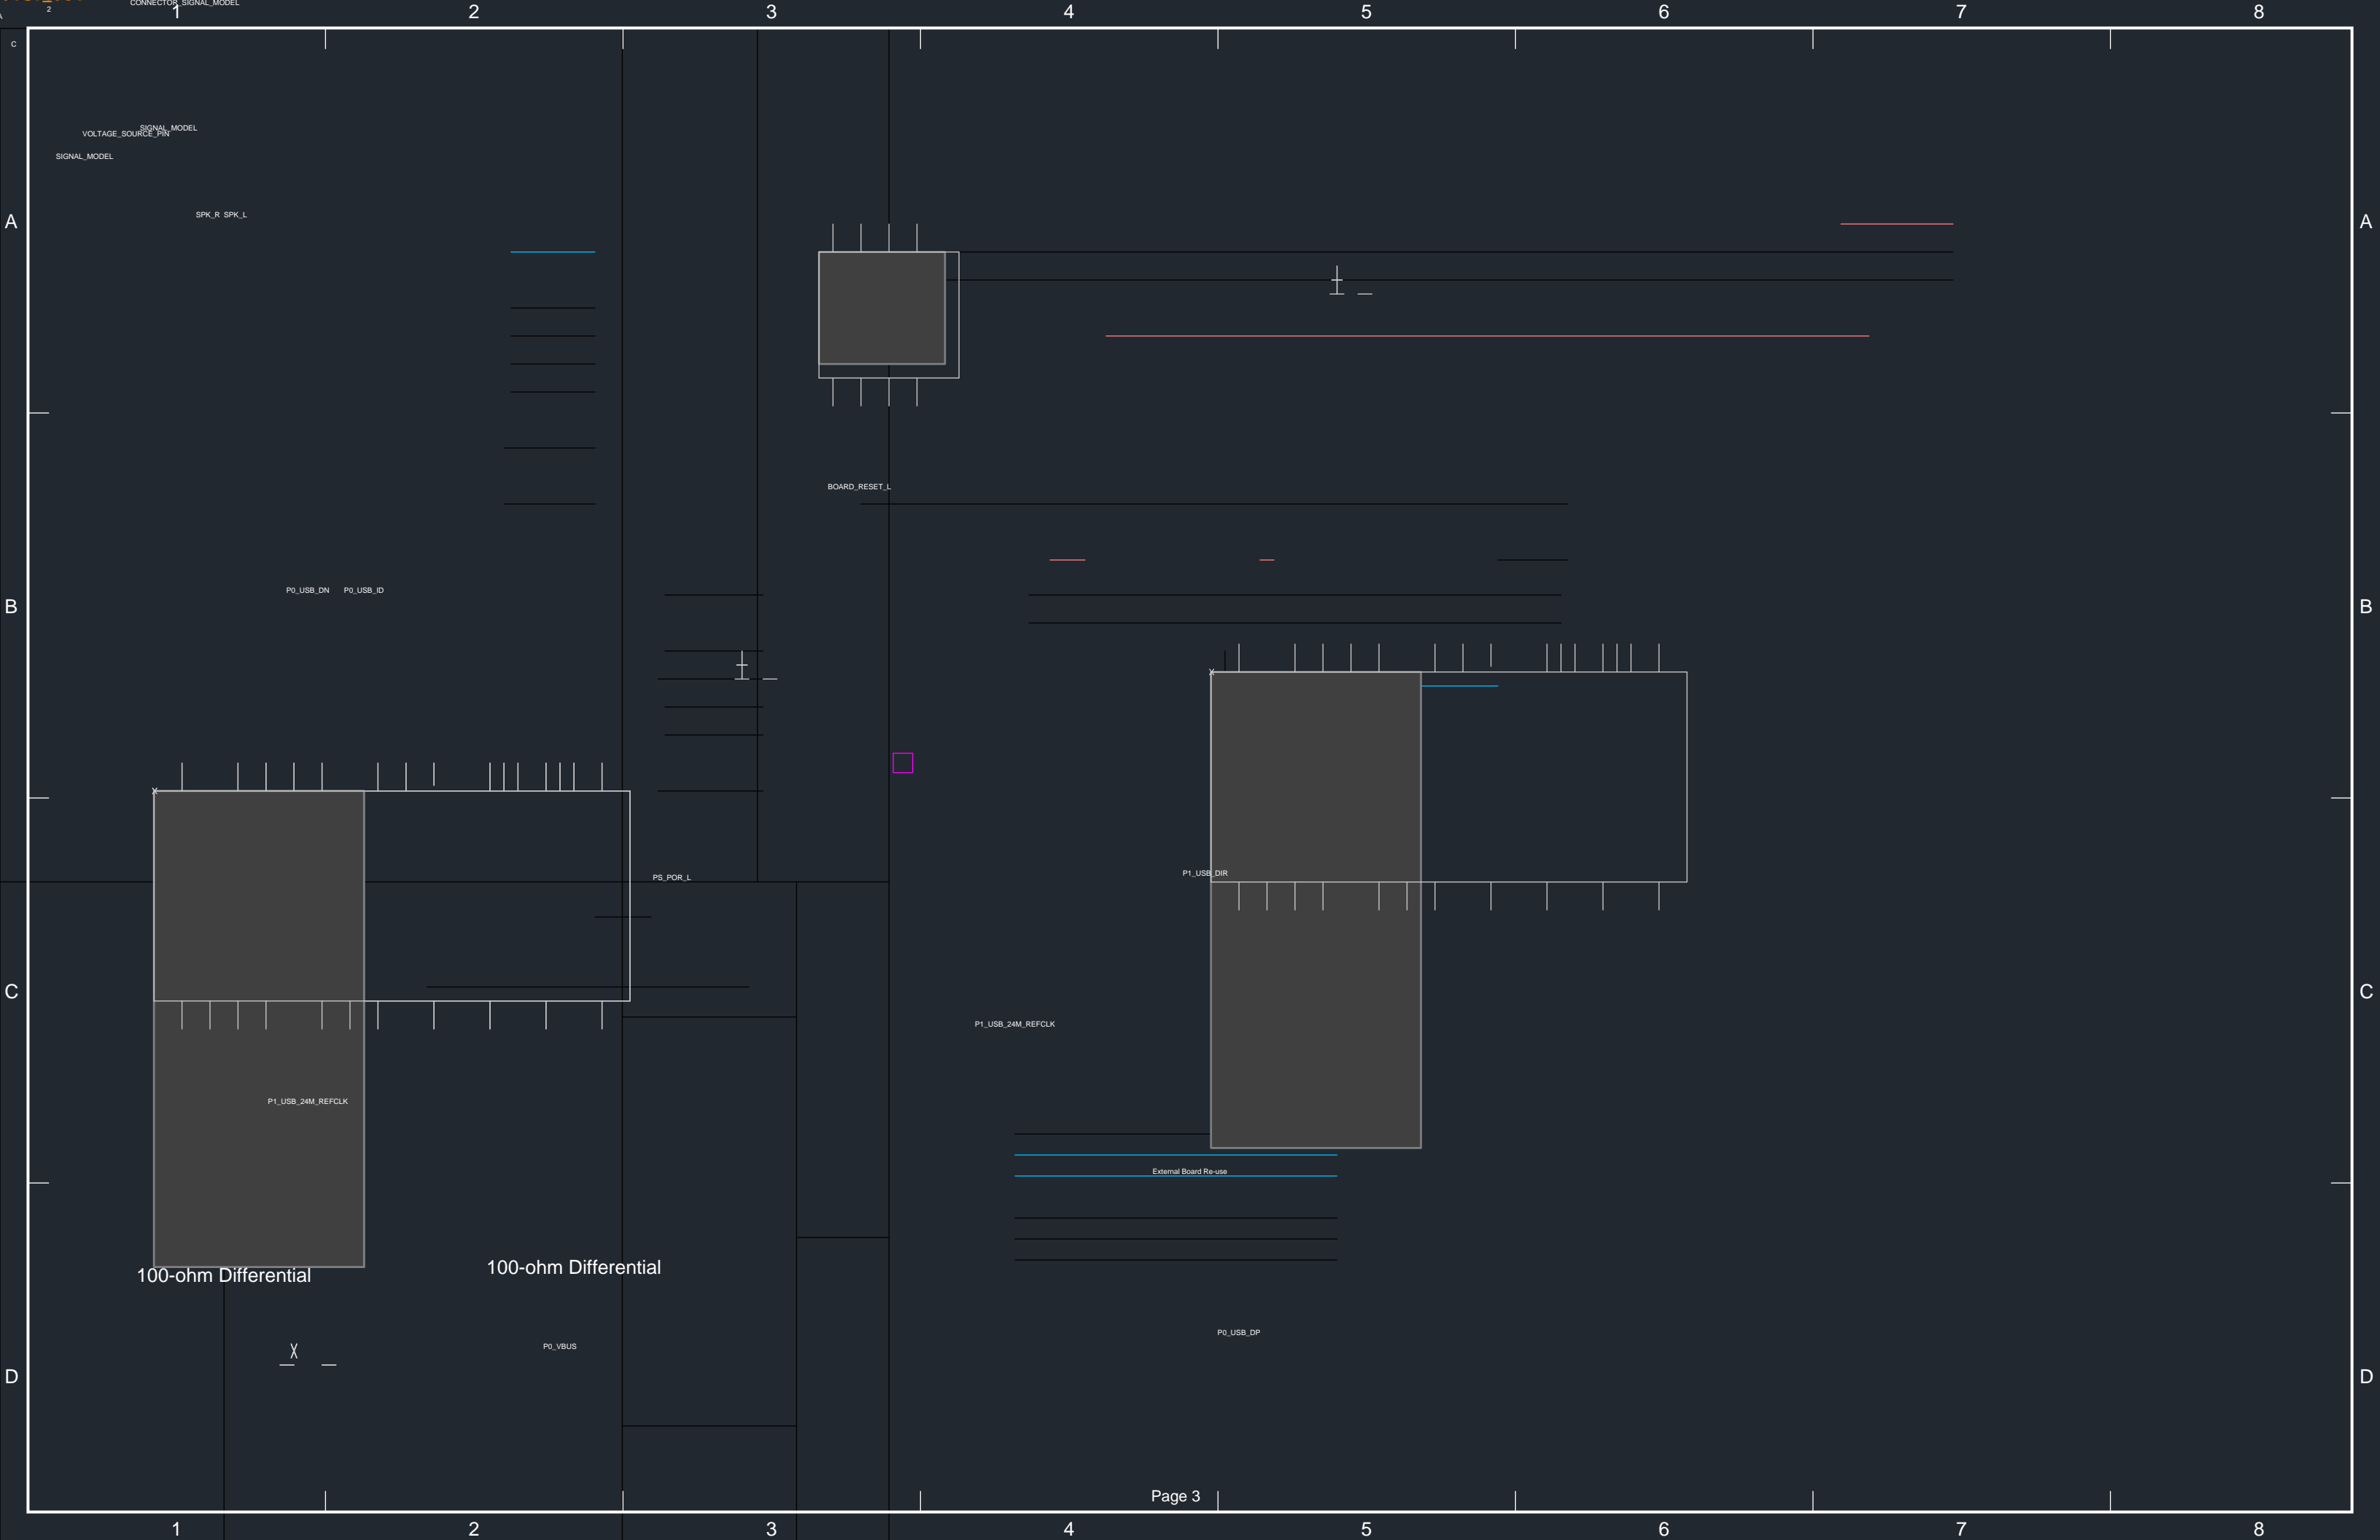 CONNECTOR_SIGNAL_MODEL
2
1 2 3 4 5 6 7 8
C
SIGNAL_MODEL
VOLTAGE_SOURCE_PIN
SIGNAL_MODEL
SPK_R SPK_L
A A
BOARD_RESET_L
P0_USB_DN P0_USB_ID
B B
X
X
PS_POR_L
P1_USB_DIR
C C
P1_USB_24M_REFCLK
P1_USB_24M_REFCLK
External Board Re-use
100-ohm Differential
100-ohm Differential
P0_USB_DP
P0_VBUS
D D
Page 3
1 2 3 4 5 6 7 8